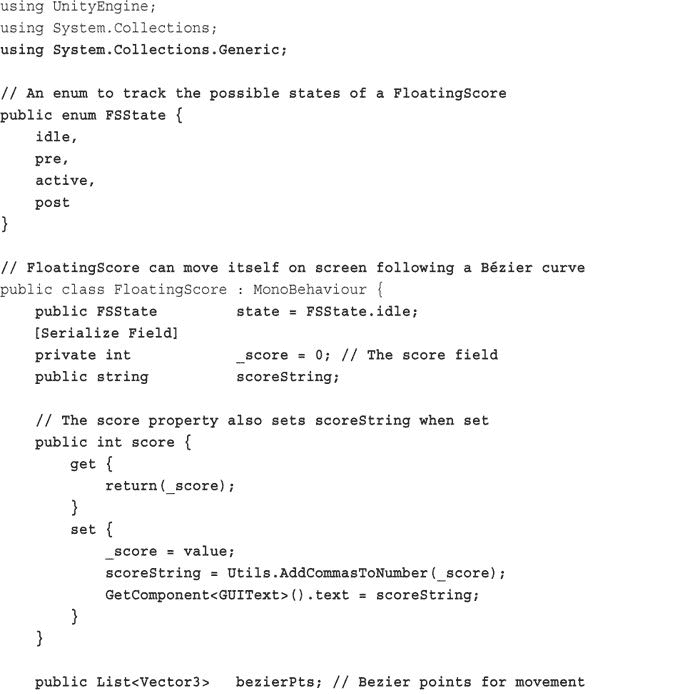 using UnityEngine;
using System.Collections;
using System.Collections.Generic;
// An enum to track the possible states of a FloatingScore
public enum FSState {
idle,
pre,
active,
post
}
// FloatingScore can move itself on screen following a Bézier curve
public class FloatingScore : MonoBehaviour {
public FSState state = FSState.idle;
[Serialize Field]
private int _score = 0; // The score field
public string scoreString;
// The score property also sets scoreString when set
public int score {
get {
return(_score);
}
set {
_score = value;
scoreString = Utils.AddCommasToNumber(_score);
GetComponent<GUIText>().text = scoreString;
}
}
public List<Vector3> bezierPts; // Bezier points for movement